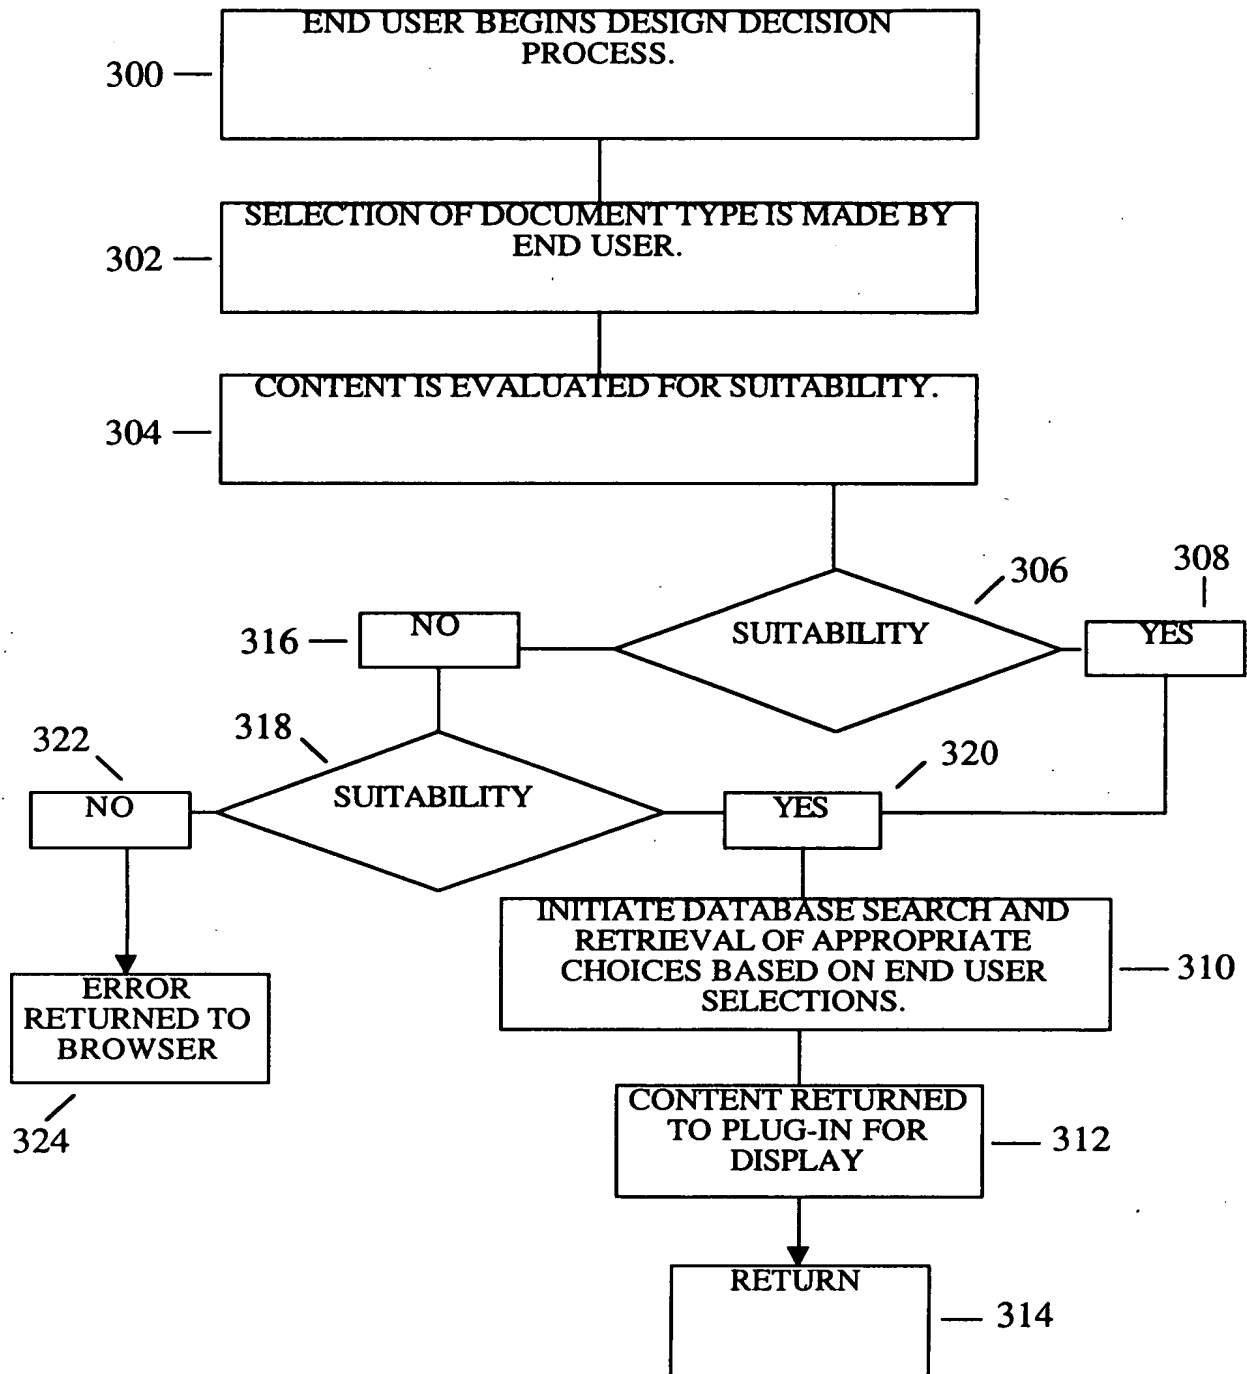 END USER BEGINS DESIGN DECISION
PROCESS.
300
SELECTION OF DOCUMENT TYPE IS MADE BY
END USER.
302
CONTENT IS EVALUATED FOR SUITABILITY.
304
306
308
SUITABILITY
YES
NO
316
318
322
320
SUITABILITY
NO
YES
INITIATE DATABASE SEARCH AND
RETRIEVAL OF APPROPRIATE
CHOICES BASED ON END USER
SELECTIONS.
310
ERROR
RETURNED TO
BROWSER
324
CONTENT RETURNED
TO PLUG-IN FOR
DISPLAY
312
RETURN
314